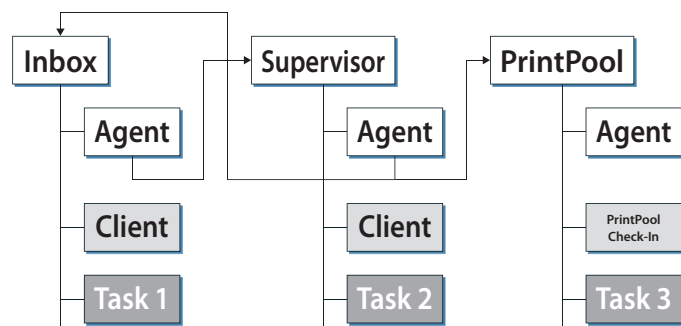 Inbox
Supervisor
PrintPool
Agent
Agent
Agent
Client
Client
PrintPool
Check-In
Task 1
Task 2
Task 3